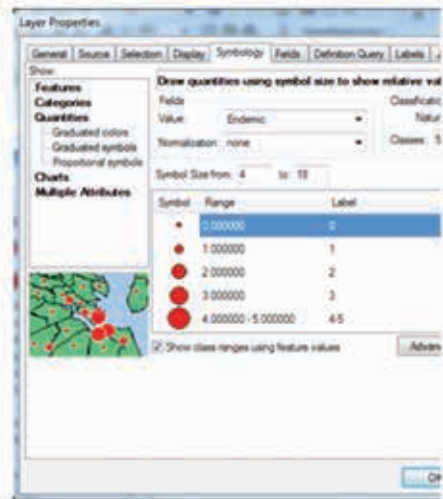 Layer Properties
General Source Selection Display Symbology Fields Definition Query Labels
Show:
Features
Categories
Quantities
Graduated colors
Graduated symbols
Proportional symbols
Charts
Multiple Attributes
Draw quantities using symbol size to show relative val
Fields
Value: Endemic
Normalization: none
Classificatio
Natur
Classes: 5
Symbol Size from: 4 to: 18
Symbol Range Label
0.000000 0
1.000000 1
2.000000 2
3.000000 3
4.000000 - 5.000000 4-5
Show class ranges using feature values
Advan